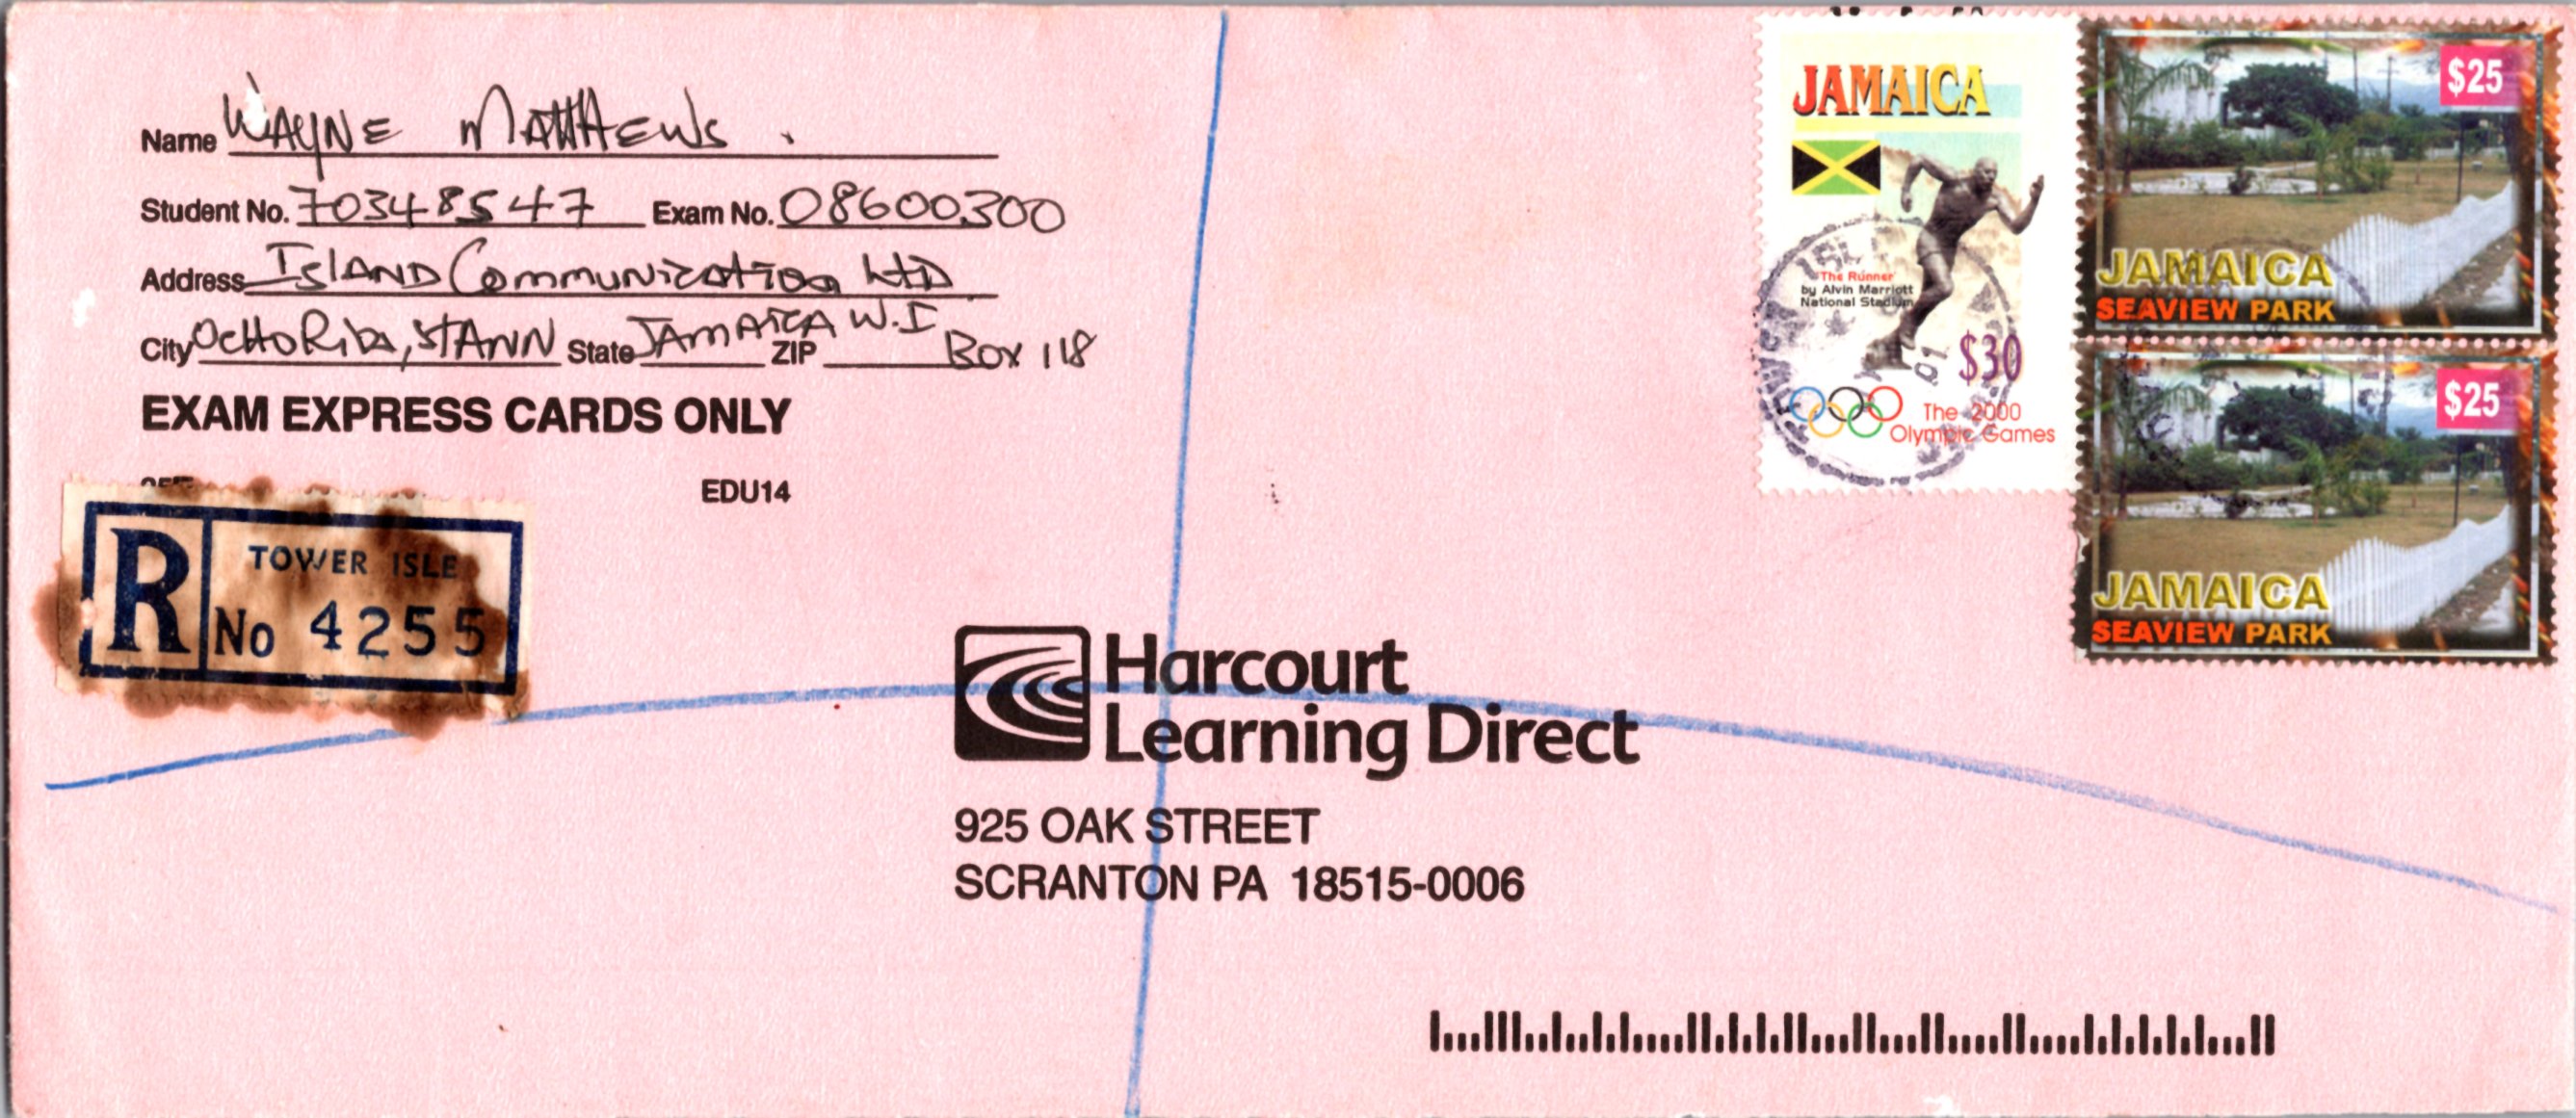 Name WAYNE MATTHEWS.
Student No. 70348547 Exam No. 08600300
Address ISLAND Communication LTD
City OcHo Rios, ST ANN State JAMAICA W.I ZIP Box 118
EXAM EXPRESS CARDS ONLY
EDU14
R
TOWER ISLE
No 4255
JAMAICA
'The Runner'
by Alvin Marriott
National Stadium
$30
The 2000
Olympic Games
$25
JAMAICA
SEAVIEW PARK
$25
JAMAICA
SEAVIEW PARK
Harcourt
Learning Direct
925 OAK STREET
SCRANTON PA 18515-0006